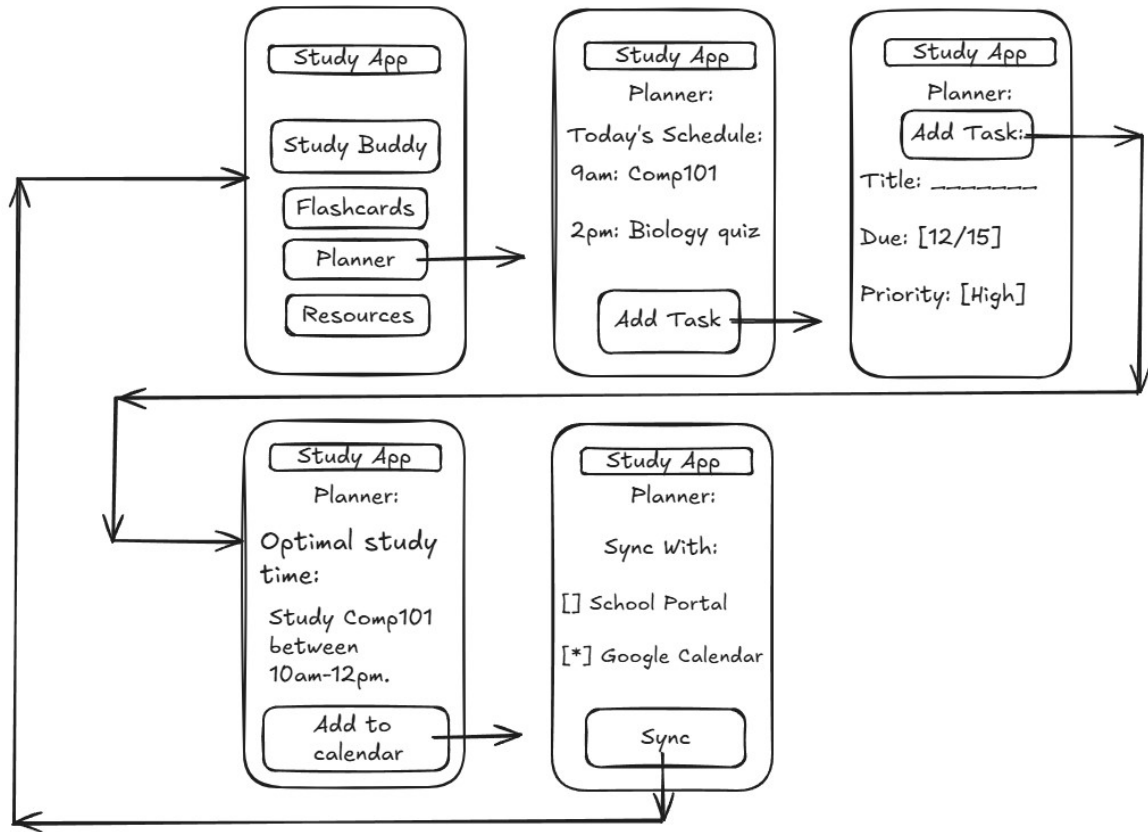 Study App
Study Buddy
Flashcards
Planner
Resources
Study App
Planner:
Today's Schedule:
9am: Comp101
2pm: Biology quiz
Add Task
Study App
Planner:
Add Task:
Title: _______
Due: [12/15]
Priority: [High]
Study App
Planner:
Optimal study
time:
Study Comp101
between
10am-12pm.
Add to
calendar
Study App
Planner:
Sync With:
[] School Portal
[*] Google Calendar
Sync